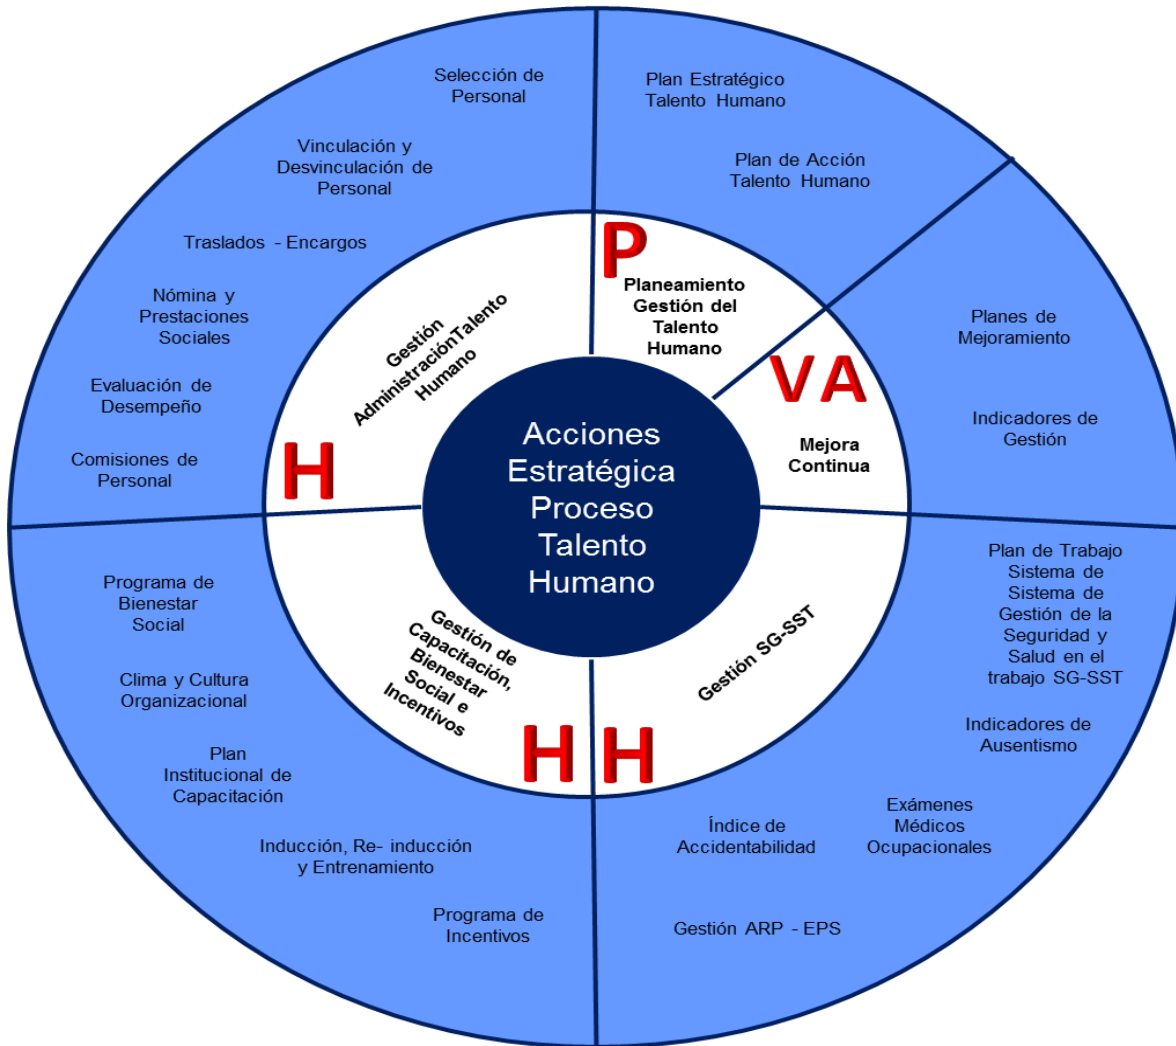 Acciones
Estratégica
Proceso
Talento
Humano
P
Planeamiento
Gestión del
Talento
Humano
Plan Estratégico
Talento Humano
Plan de Acción
Talento Humano
VA
Mejora
Continua
Planes de
Mejoramiento
Indicadores de
Gestión
Gestión SG-SST
H
Plan de Trabajo
Sistema de
Sistema de
Gestión de la
Seguridad y
Salud en el
trabajo SG-SST
Indicadores de
Ausentismo
Exámenes
Médicos
Ocupacionales
Índice de
Accidentabilidad
Gestión ARP - EPS
Gestión de
Capacitación,
Bienestar
Social e
Incentivos
H
Programa de
Bienestar
Social
Clima y Cultura
Organizacional
Plan
Institucional de
Capacitación
Inducción, Re- inducción
y Entrenamiento
Programa de
Incentivos
Gestión
AdministraciónTalento
Humano
H
Selección de
Personal
Vinculación y
Desvinculación de
Personal
Traslados - Encargos
Nómina y
Prestaciones
Sociales
Evaluación de
Desempeño
Comisiones de
Personal